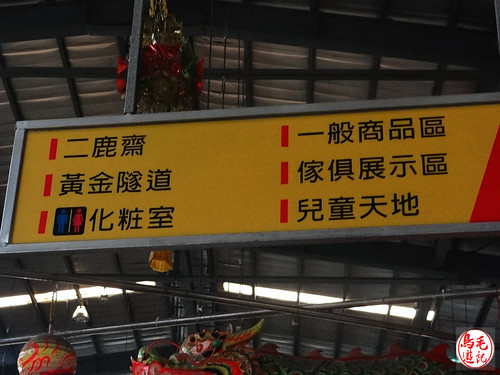 二鹿齋
黃金隧道
化粧室
一般商品區
傢俱展示區
兒童天地
烏毛遊記